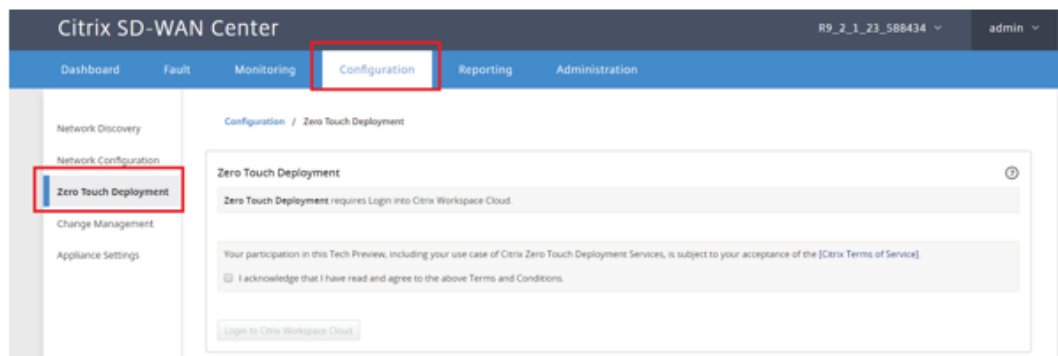 Citrix SD-WAN Center
R9_2_1_23_588434
admin
Dashboard Fault Monitoring Configuration Reporting Administration
Network Discovery
Network Configuration
Zero Touch Deployment
Change Management
Appliance Settings
Configuration / Zero Touch Deployment
Zero Touch Deployment
Zero Touch Deployment requires Login into Citrix Workspace Cloud.
Your participation in this Tech Preview, including your use case of Citrix Zero Touch Deployment Services, is subject to your acceptance of the [Citrix Terms of Service].
I acknowledge that I have read and agree to the above Terms and Conditions.
Login to Citrix Workspace Cloud